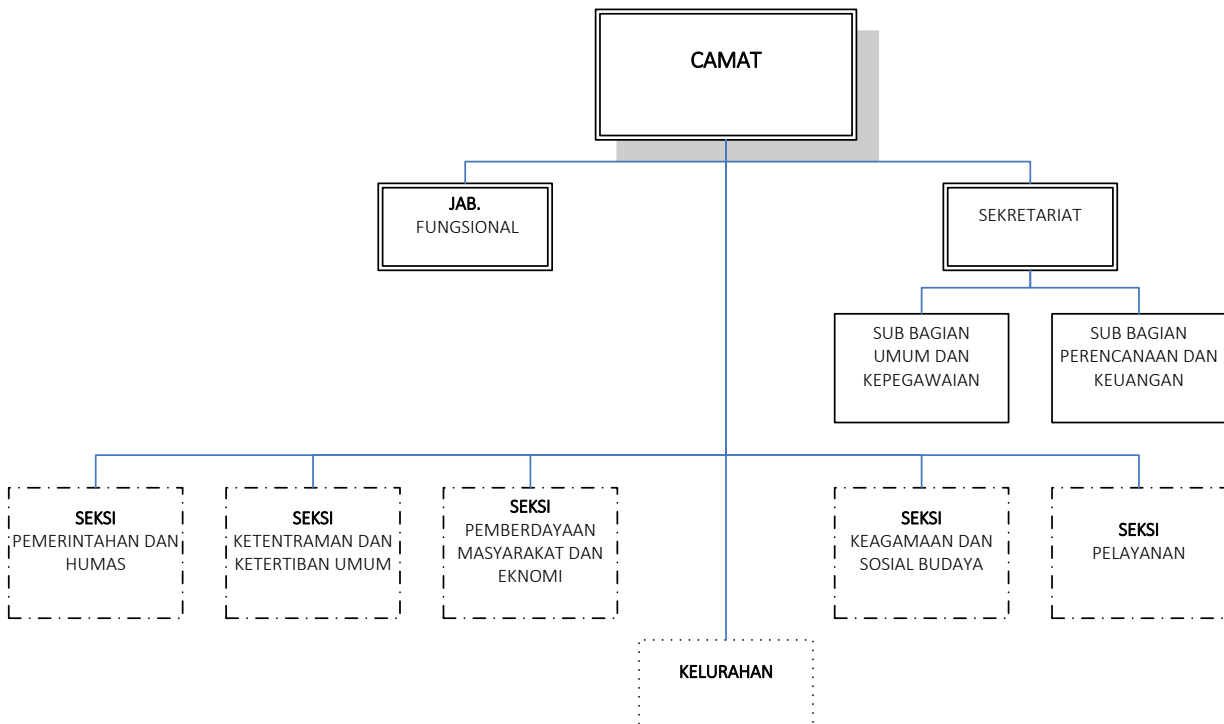 CAMAT
JAB.
FUNGSIONAL
SEKRETARIAT
SUB BAGIAN
UMUM DAN
KEPEGAWAIAN
SUB BAGIAN
PERENCANAAN DAN
KEUANGAN
SEKSI
PEMERINTAHAN DAN
HUMAS
SEKSI
KETENTRAMAN DAN
KETERTIBAN UMUM
SEKSI
PEMBERDAYAAN
MASYARAKAT DAN
EKNOMI
SEKSI
KEAGAMAAN DAN
SOSIAL BUDAYA
SEKSI
PELAYANAN
KELURAHAN